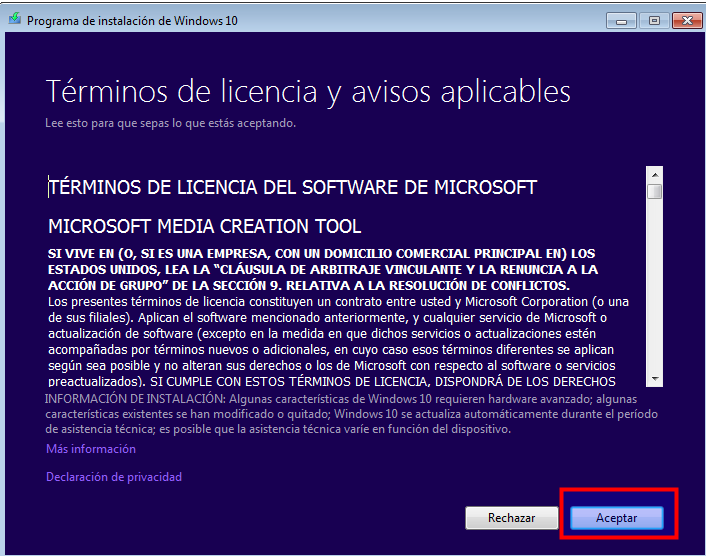 Programa de instalación de Windows 10
Términos de licencia y avisos aplicables
Lee esto para que sepas lo que estás aceptando.
TÉRMINOS DE LICENCIA DEL SOFTWARE DE MICROSOFT
MICROSOFT MEDIA CREATION TOOL
SI VIVE EN (O, SI ES UNA EMPRESA, CON UN DOMICILIO COMERCIAL PRINCIPAL EN) LOS
ESTADOS UNIDOS, LEA LA “CLÁUSULA DE ARBITRAJE VINCULANTE Y LA RENUNCIA A LA
ACCIÓN DE GRUPO” DE LA SECCIÓN 9. RELATIVA A LA RESOLUCIÓN DE CONFLICTOS.
Los presentes términos de licencia constituyen un contrato entre usted y Microsoft Corporation (o una
de sus filiales). Aplican el software mencionado anteriormente, y cualquier servicio de Microsoft o
actualización de software (excepto en la medida en que dichos servicios o actualizaciones estén
acompañadas por términos nuevos o adicionales, en cuyo caso esos términos diferentes se aplican
según sea posible y no alteran sus derechos o los de Microsoft con respecto al software o servicios
preactualizados). SI CUMPLE CON ESTOS TÉRMINOS DE LICENCIA, DISPONDRÁ DE LOS DERECHOS
INFORMACIÓN DE INSTALACIÓN: Algunas características de Windows 10 requieren hardware avanzado; algunas
características existentes se han modificado o quitado; Windows 10 se actualiza automáticamente durante el período
de asistencia técnica; es posible que la asistencia técnica varíe en función del dispositivo.
Más información
Declaración de privacidad
Rechazar
Aceptar